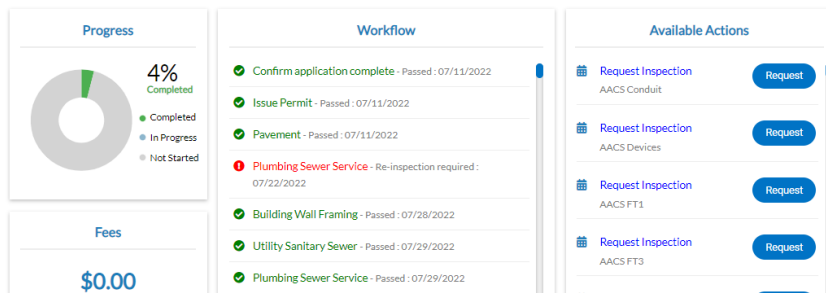 Progress
4%
Completed
Completed
In Progress
Not Started
Fees
$0.00
Workflow
Confirm application complete - Passed : 07/11/2022
Issue Permit - Passed : 07/11/2022
Pavement - Passed : 07/11/2022
Plumbing Sewer Service - Re-inspection required :
07/22/2022
Building Wall Framing - Passed : 07/28/2022
Utility Sanitary Sewer - Passed : 07/29/2022
Plumbing Sewer Service - Passed : 07/29/2022
Available Actions
Request Inspection
AACS Conduit
Request
Request Inspection
AACS Devices
Request
Request Inspection
AACS FT1
Request
Request Inspection
AACS FT3
Request